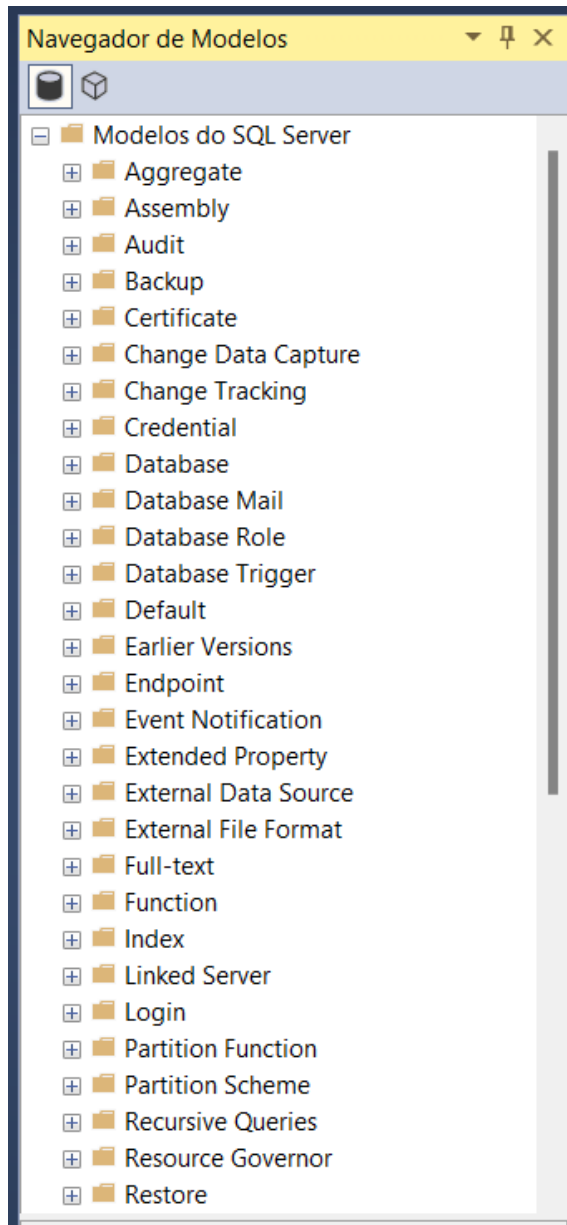 Navegador de Modelos
Modelos do SQL Server
Aggregate
Assembly
Audit
Backup
Certificate
Change Data Capture
Change Tracking
Credential
Database
Database Mail
Database Role
Database Trigger
Default
Earlier Versions
Endpoint
Event Notification
Extended Property
External Data Source
External File Format
Full-text
Function
Index
Linked Server
Login
Partition Function
Partition Scheme
Recursive Queries
Resource Governor
Restore